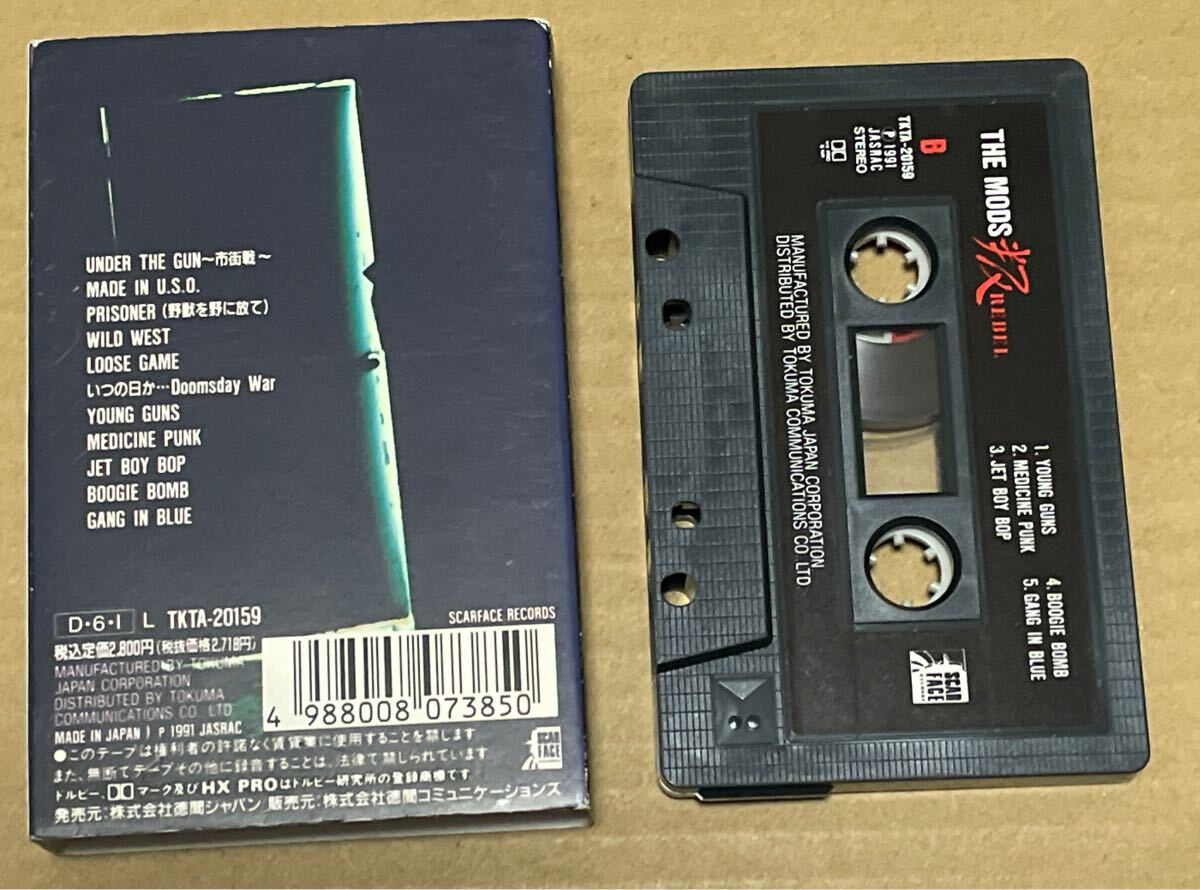 UNDER THE GUN～市街戦～
MADE IN U.S.O.
PRISONER (野獣を野に放て)
WILD WEST
LOOSE GAME
いつの日か…Doomsday War
YOUNG GUNS
MEDICINE PUNK
JET BOY BOP
BOOGIE BOMB
GANG IN BLUE
D・6・I L TKTA-20159
SCARFACE RECORDS
税込定価2,800円(税抜価格2,718円)
MANUFACTURED BY TOKUMA
JAPAN CORPORATION
DISTRIBUTED BY TOKUMA
COMMUNICATIONS CO. LTD
MADE IN JAPAN P 1991 JASRAC
4 988008 073850
SCAR FACE
●このテープは権利者の許諾なく賃貸業に使用することを禁じます
また、無断でテープその他に録音することは、法律で禁じられています
ドルビー、マーク及びHX PROはドルビー研究所の登録商標です
発売元:株式会社徳間ジャパン 販売元:株式会社徳間コミュニケーションズ
THE MODS 叛 REBEL
B
TKTA-20159
Ⓟ1991
JASRAC
STEREO
MANUFACTURED BY TOKUMA JAPAN CORPORATION
DISTRIBUTED BY TOKUMA COMMUNICATIONS CO. LTD
1. YOUNG GUNS
2. MEDICINE PUNK
3. JET BOY BOP
4. BOOGIE BOMB
5. GANG IN BLUE
SCAR
FACE